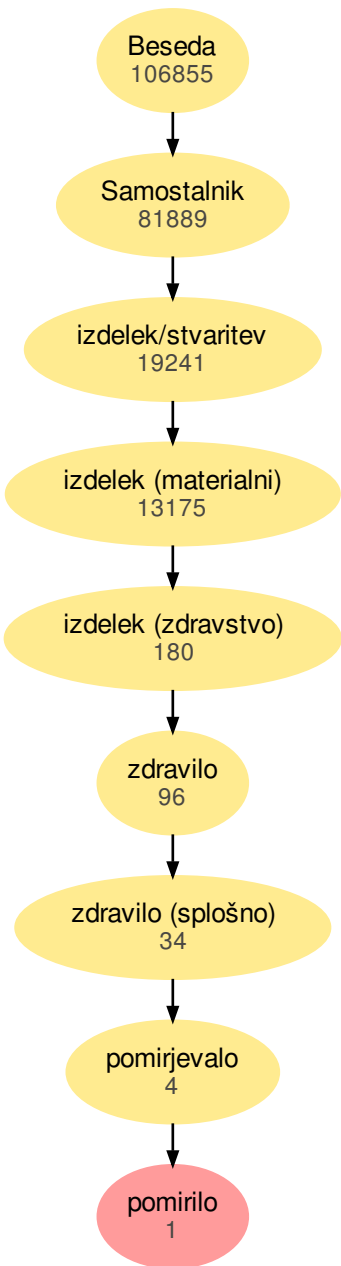 Beseda
106855
Samostalnik
81889
izdelek/stvaritev
19241
izdelek (materialni)
13175
izdelek (zdravstvo)
180
zdravilo
96
zdravilo (splošno)
34
pomirjevalo
4
pomirilo
1